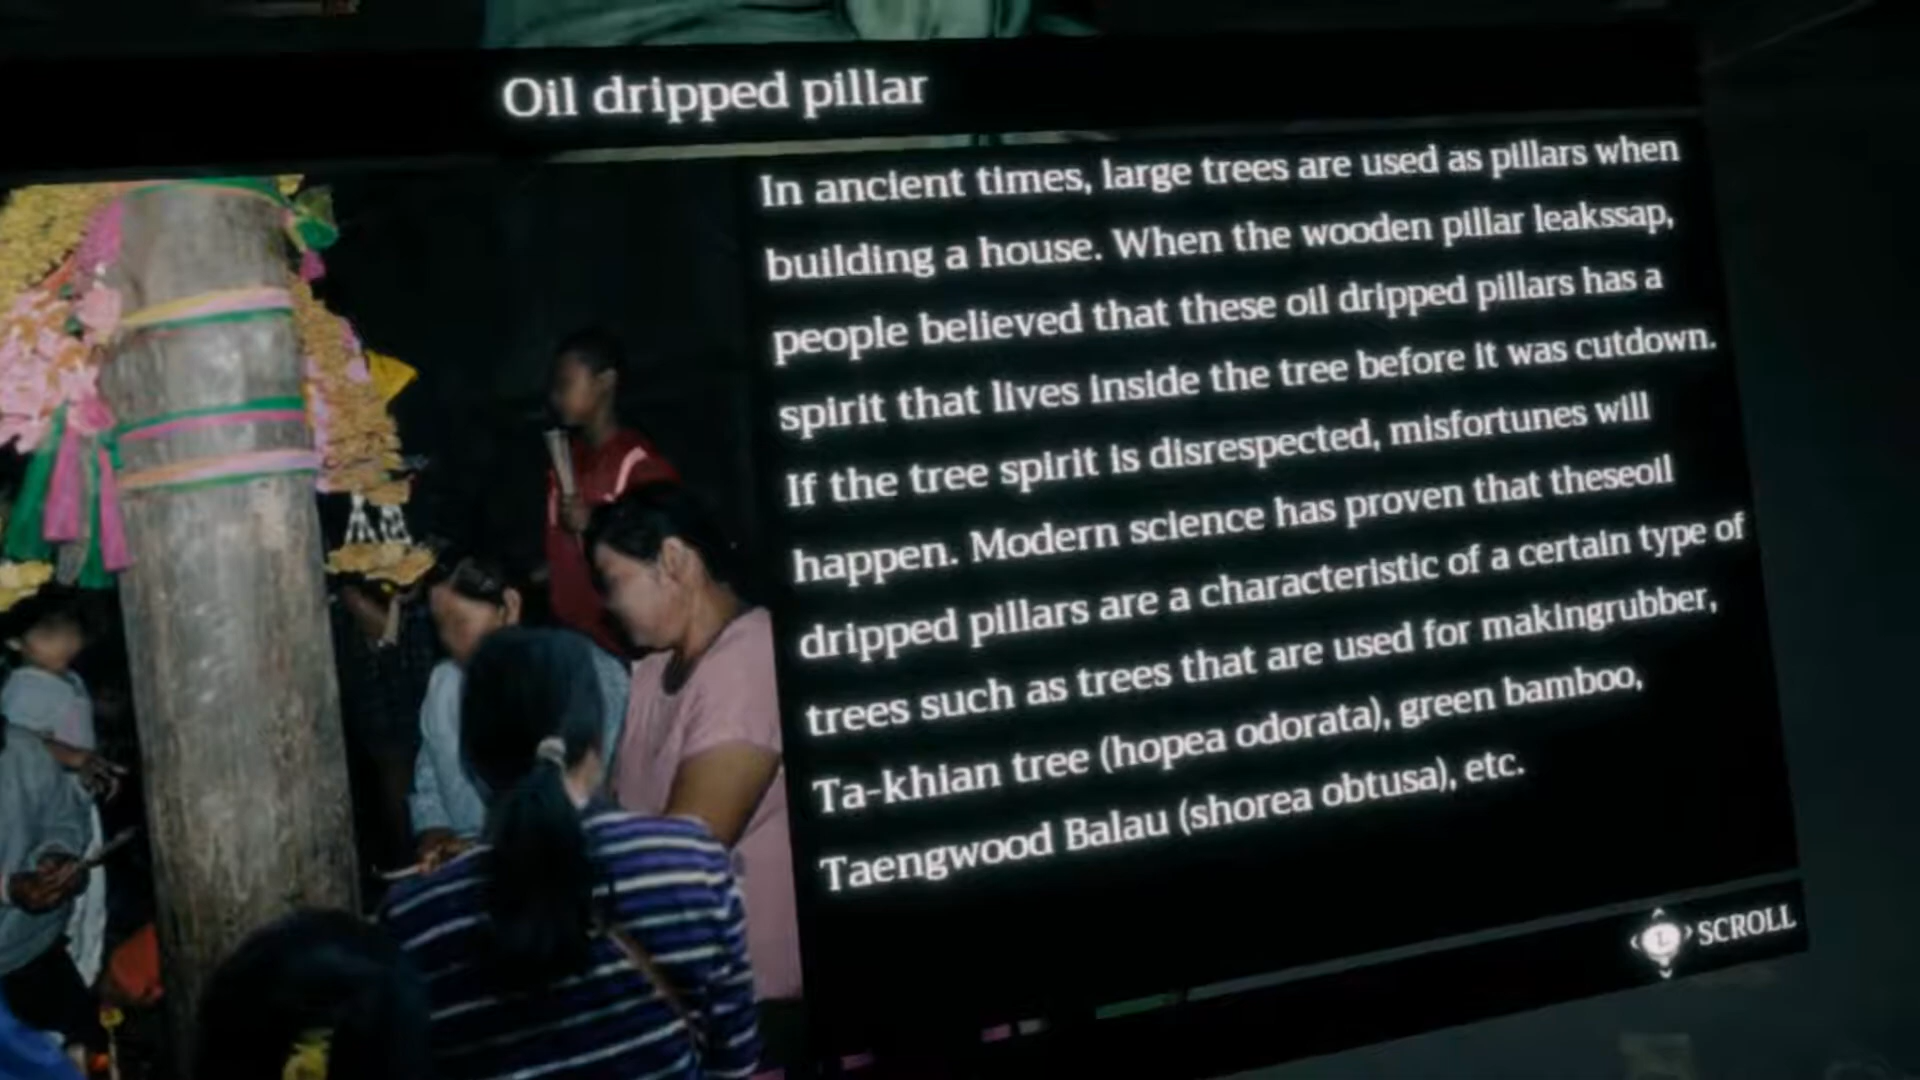 Oil dripped pillar
In ancient times, large trees are used as pillars when
building a house. When the wooden pillar leakssap,
people believed that these oil dripped pillars has a
spirit that lives inside the tree before it was cutdown.
If the tree spirit is disrespected, misfortunes will
happen. Modern science has proven that theseoil
dripped pillars are a characteristic of a certain type of
trees such as trees that are used for makingrubber,
Ta-khian tree (hopea odorata), green bamboo,
Taengwood Balau (shorea obtusa), etc.
L SCROLL